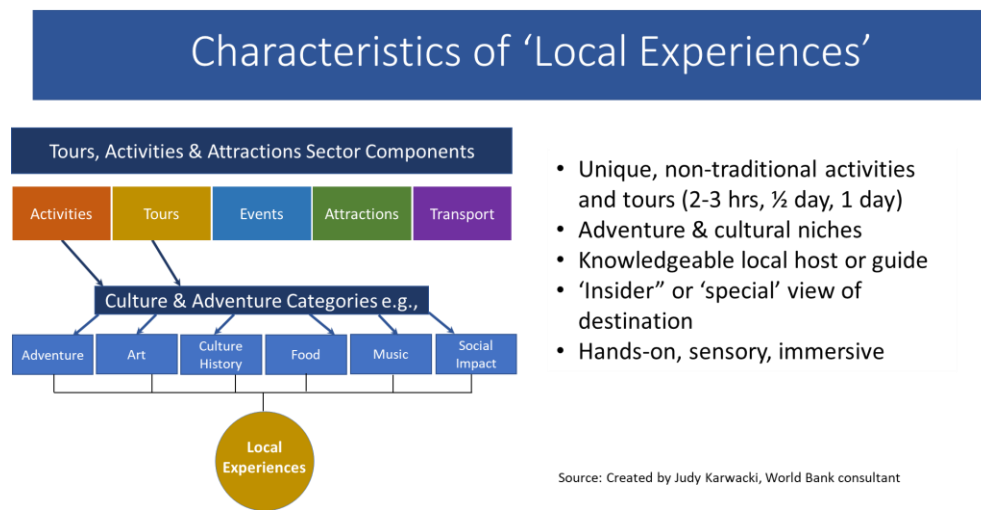 Characteristics of ‘Local Experiences’
Tours, Activities & Attractions Sector Components
Activities
Tours
Events
Attractions
Transport
Culture & Adventure Categories e.g.,
Adventure
Art
Culture
History
Food
Music
Social
Impact
Local
Experiences
• Unique, non-traditional activities
and tours (2-3 hrs, ½ day, 1 day)
• Adventure & cultural niches
• Knowledgeable local host or guide
• ‘Insider” or ‘special’ view of
destination
• Hands-on, sensory, immersive
Source: Created by Judy Karwacki, World Bank consultant